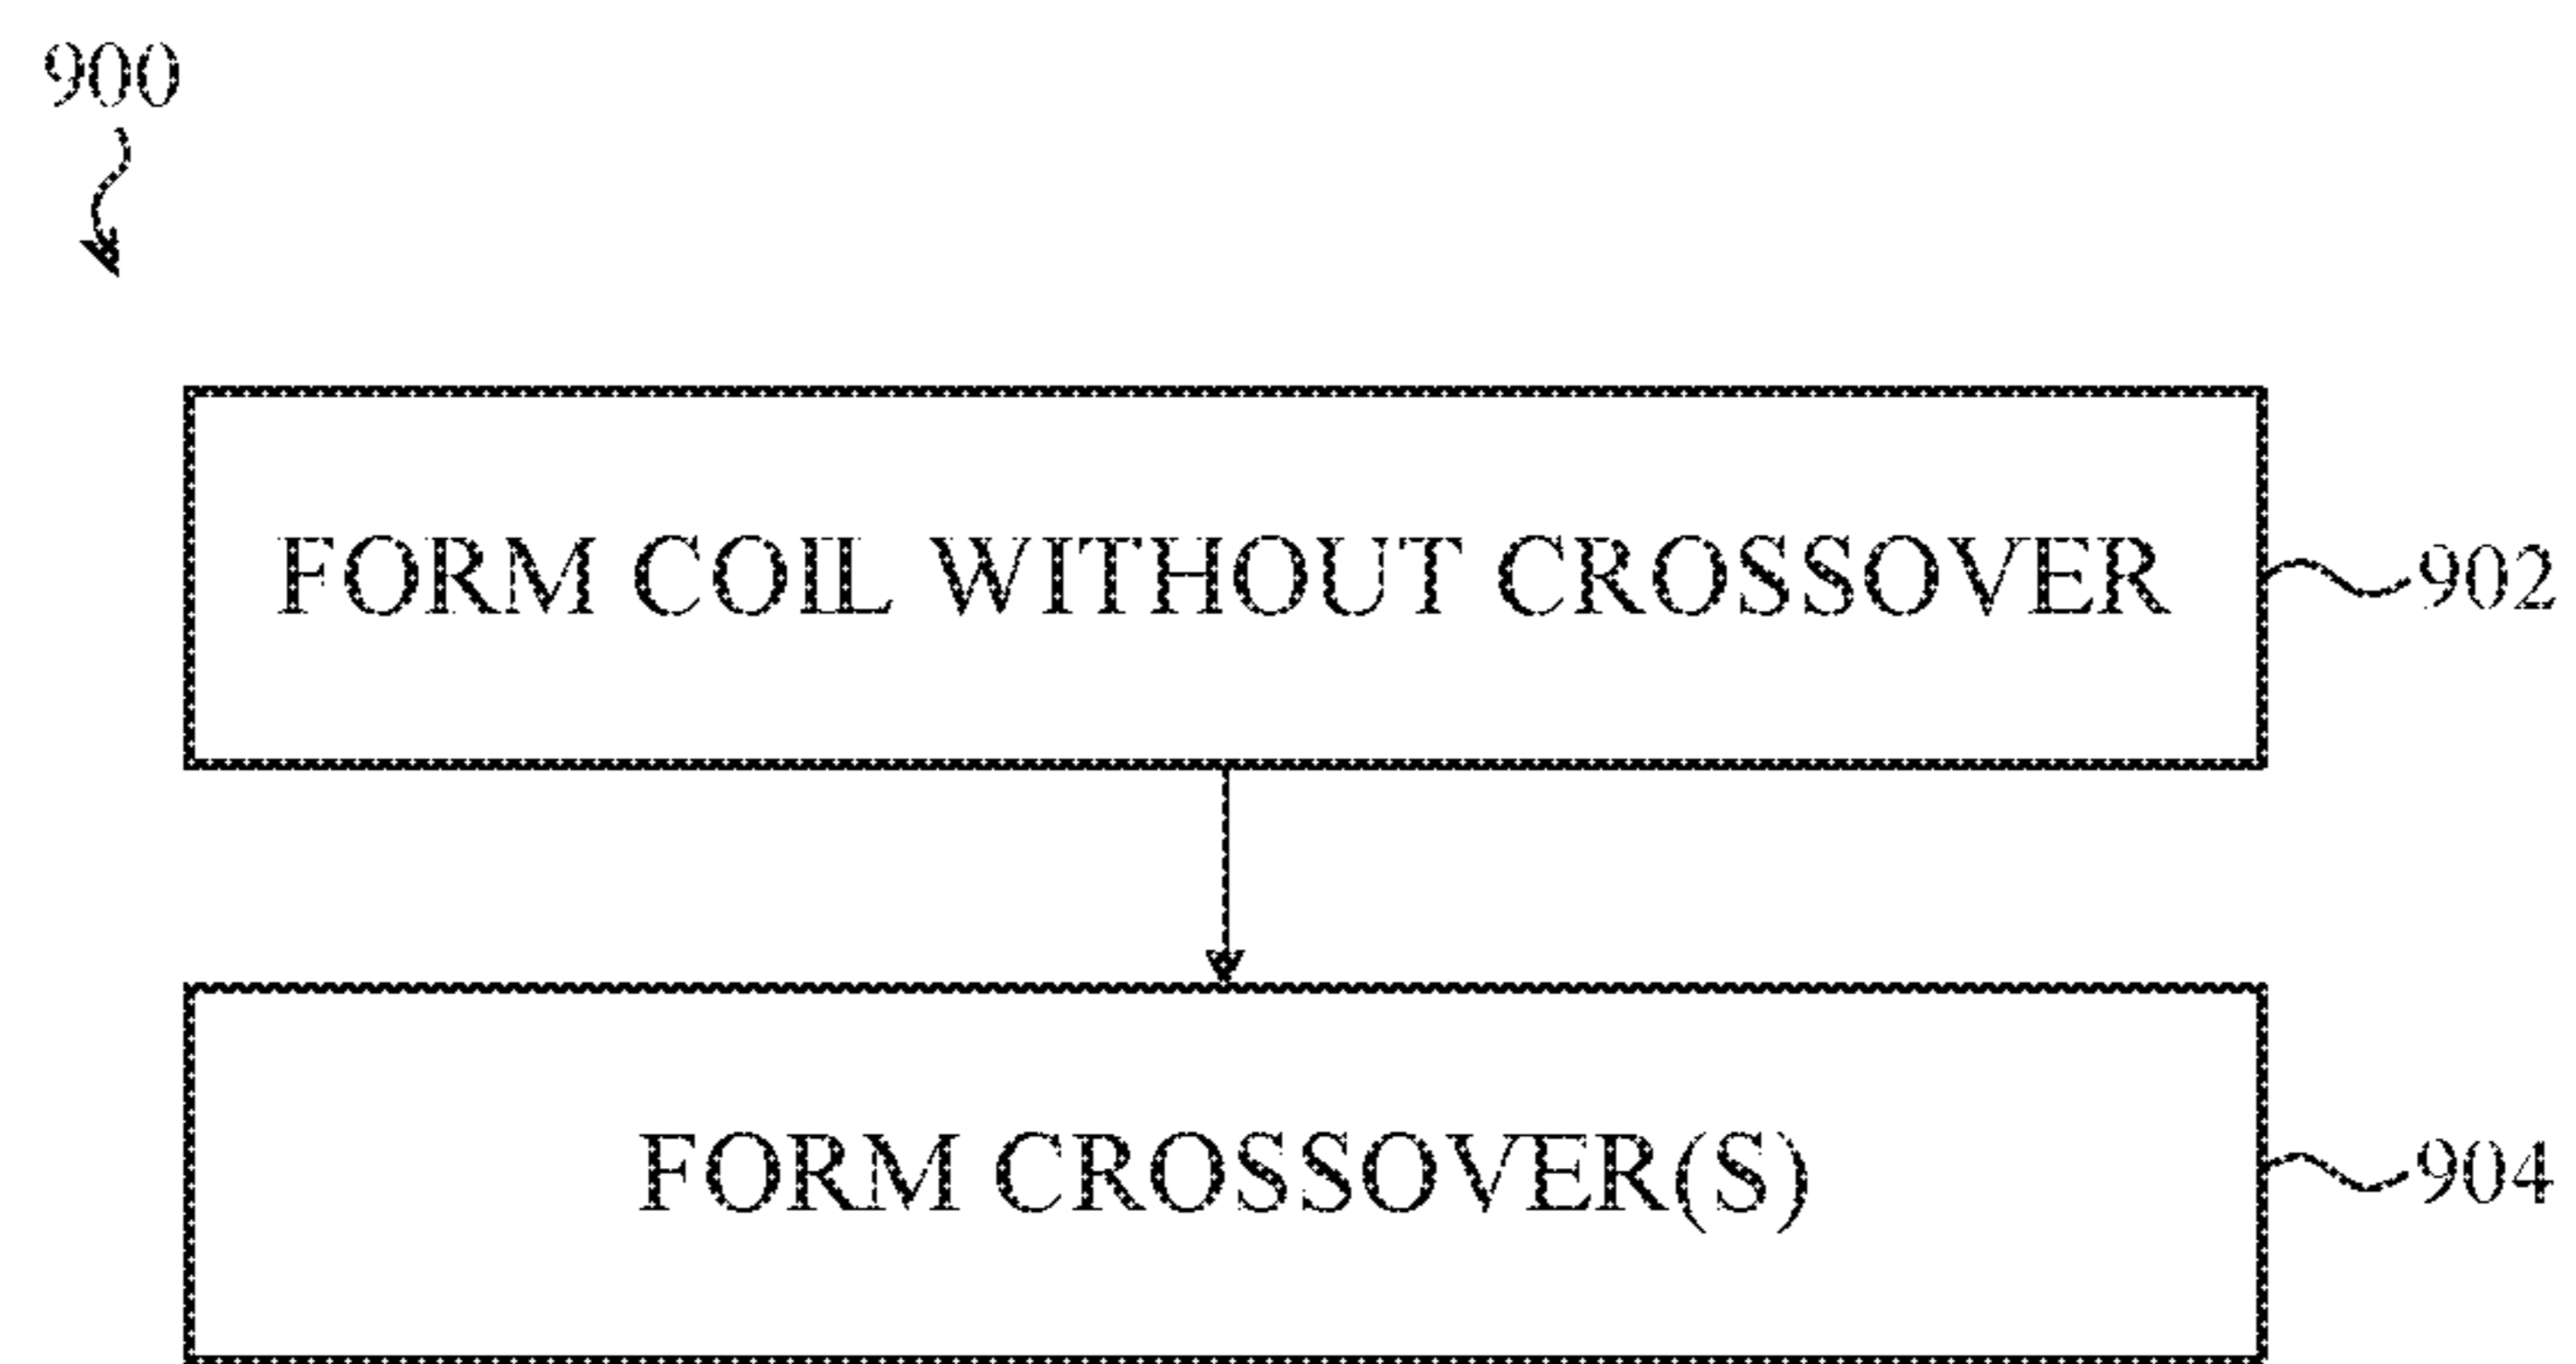 900
FORM COIL WITHOUT CROSSOVER
902
FORM CROSSOVER(S)
904